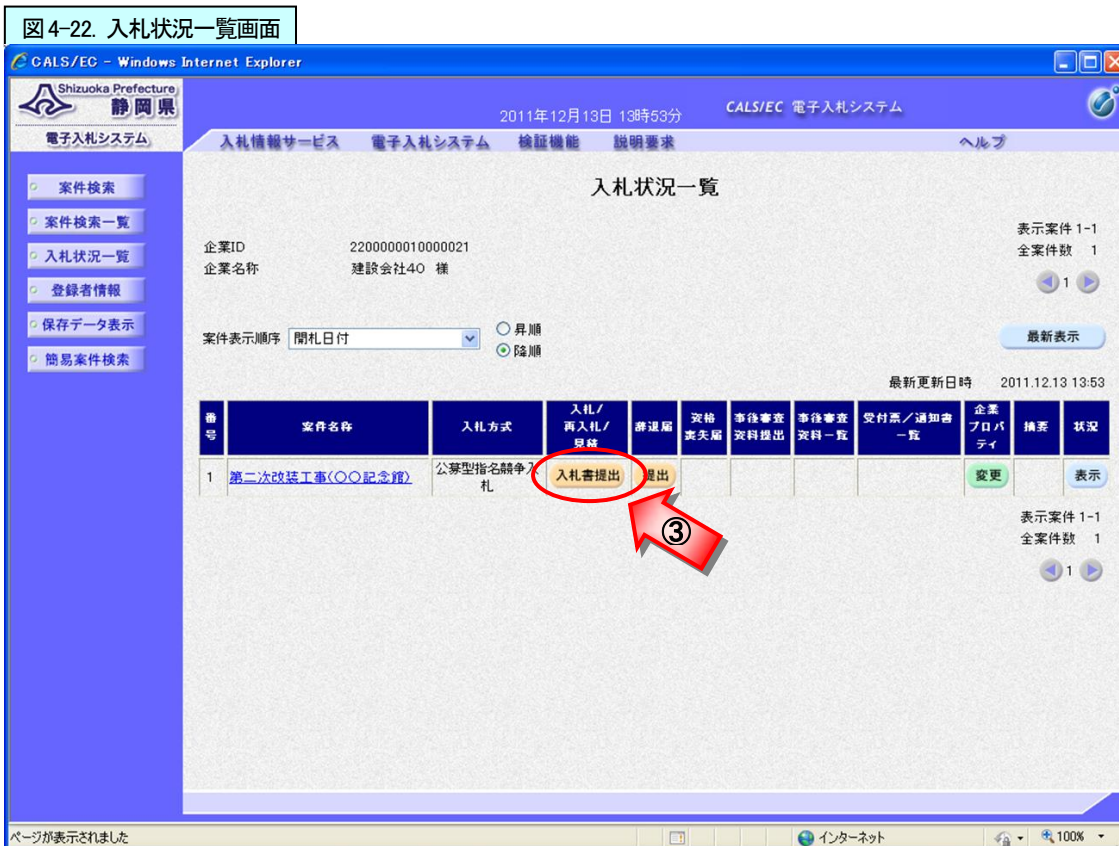 図4-22. 入札状況一覧画面
CALS/EC - Windows Internet Explorer
Shizuoka Prefecture
静岡県
電子入札システム
2011年12月13日 13時53分
CALS/EC 電子入札システム
入札情報サービス 電子入札システム 検証機能 説明要求 ヘルプ
案件検索
案件検索一覧
入札状況一覧
登録者情報
保存データ表示
簡易案件検索
入札状況一覧
表示案件 1-1
全案件数 1
1
企業ID 2200000010000021
企業名称 建設会社40 様
案件表示順序 開札日付
昇順
降順
最新表示
最新更新日時 2011.12.13 13:53
番号 案件名称 入札方式 入札/再入札/見積 辞退届 資格喪失届 事後審査資料提出 事後審査資料一覧 受付票/通知書一覧 企業プロパティ 摘要 状況
1 第二次改装工事(〇〇記念館) 公募型指名競争入札 入札書提出 提出 変更 表示
③
表示案件 1-1
全案件数 1
1
ページが表示されました インターネット 100%